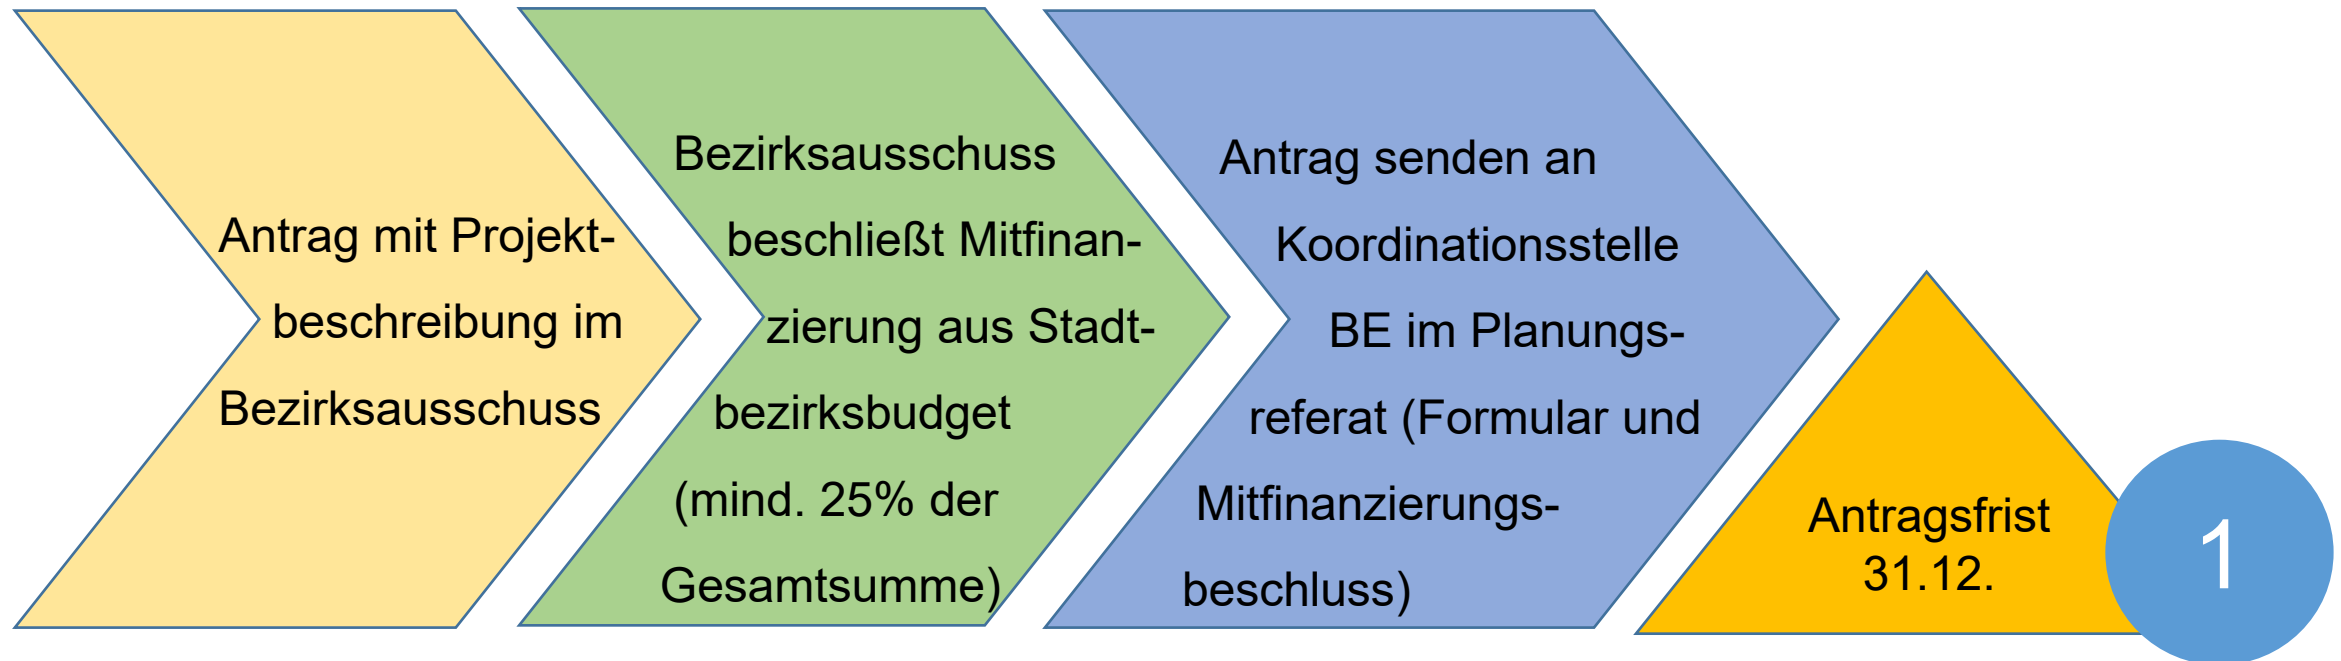 Antrag mit Projekt-
beschreibung im
Bezirksausschuss
Bezirksausschuss
beschließt Mitfinan-
zierung aus Stadt-
bezirksbudget
(mind. 25% der
Gesamtsumme)
Antrag senden an
Koordinationsstelle
BE im Planungs-
referat (Formular und
Mitfinanzierungs-
beschluss)
Antragsfrist
31.12.
1